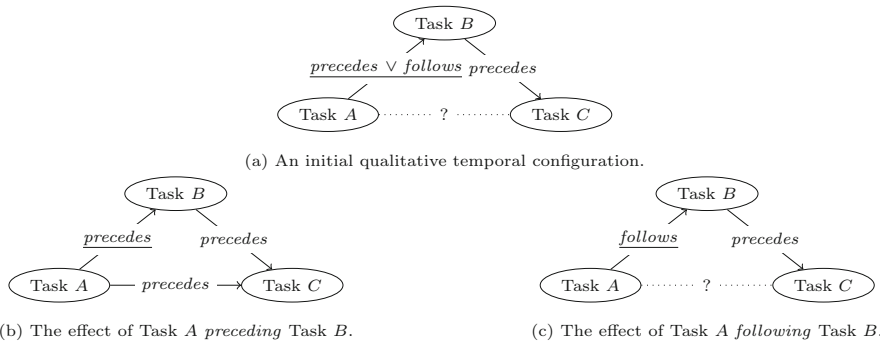 Task B
precedes ∨ follows precedes
Task A ? Task C
(a) An initial qualitative temporal configuration.
Task B
precedes precedes
Task A precedes Task C
(b) The effect of Task A preceding Task B.
Task B
follows precedes
Task A ? Task C
(c) The effect of Task A following Task B.